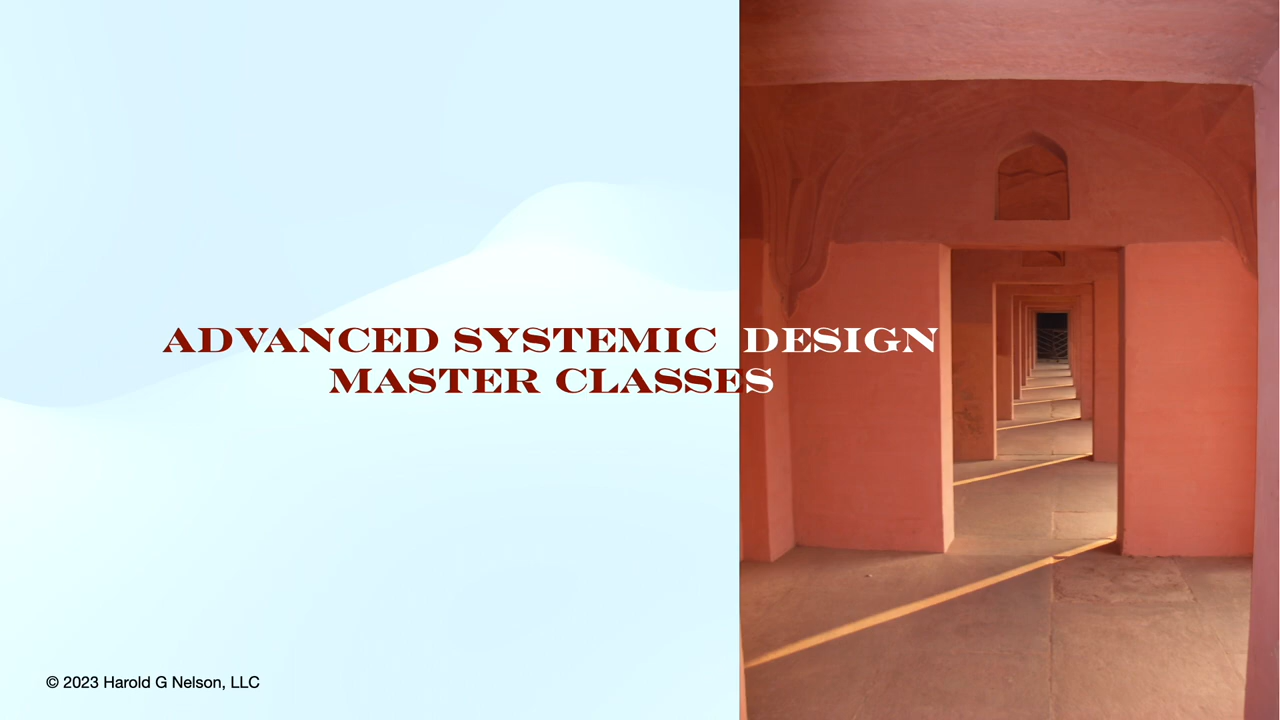 ADVANCED SYSTEMIC DESIGN
MASTER CLASSES
© 2023 Harold G Nelson, LLC